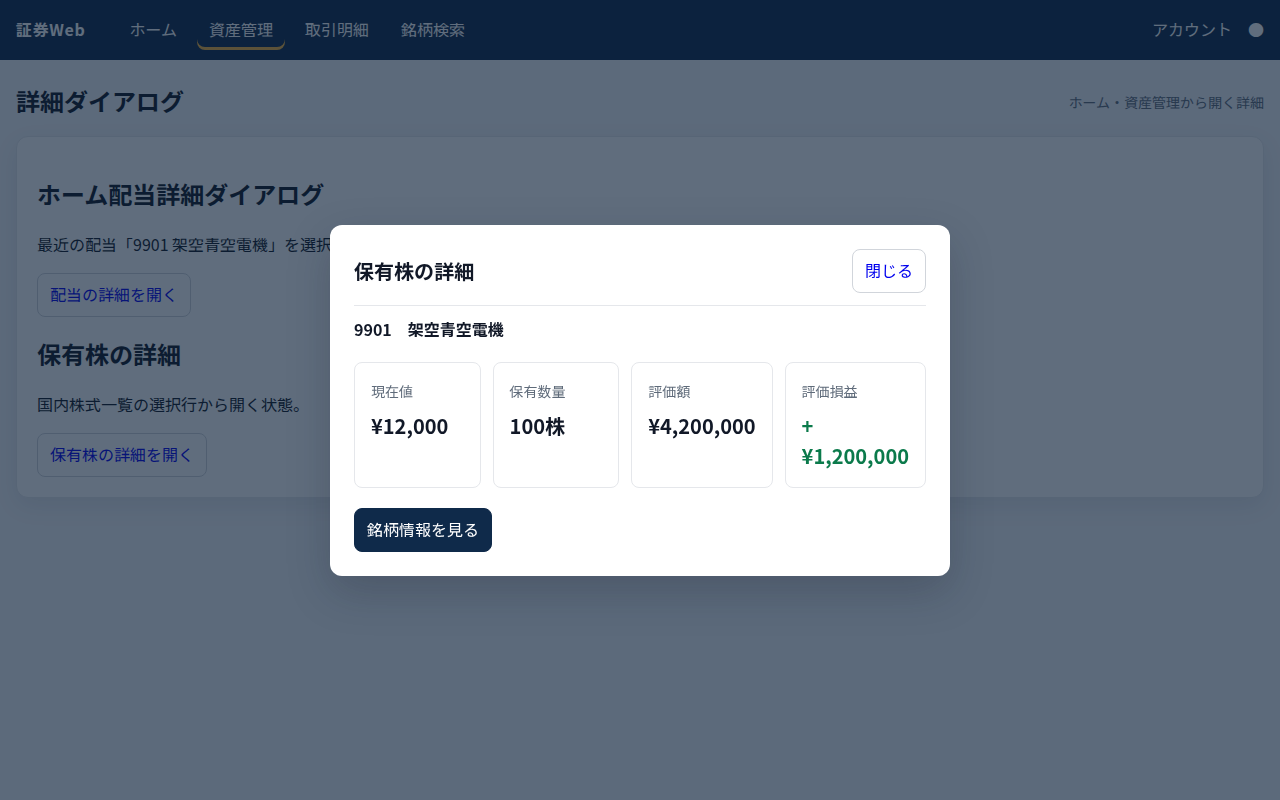 証券Web ホーム 資産管理 取引明細 銘柄検索 アカウント
詳細ダイアログ
ホーム・資産管理から開く詳細
ホーム配当詳細ダイアログ
最近の配当「9901 架空青空電機」を選択
配当の詳細を開く
保有株の詳細
国内株式一覧の選択行から開く状態。
保有株の詳細を開く
保有株の詳細
閉じる
9901 架空青空電機
現在値
¥12,000
保有数量
100株
評価額
¥4,200,000
評価損益
+
¥1,200,000
銘柄情報を見る